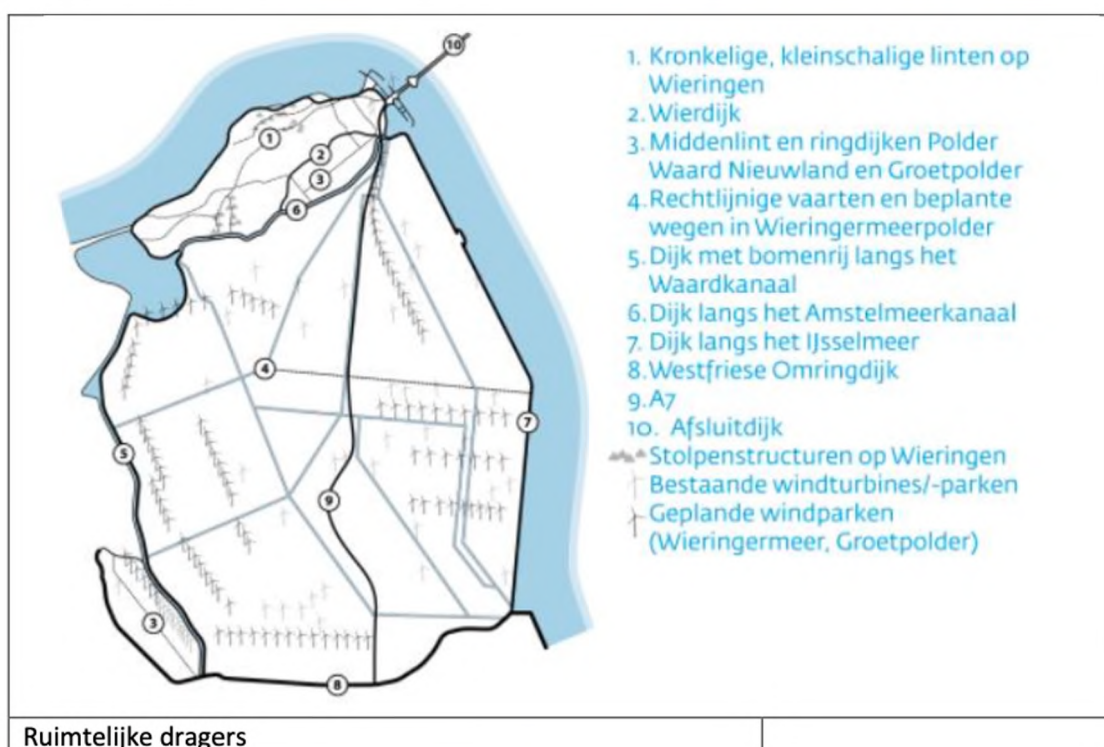 10
1
2
3
6
4
7
5
9
3
8
1. Kronkelige, kleinschalige linten op
Wieringen
2. Wierdijk
3. Middenlint en ringdijken Polder
Waard Nieuwland en Groetpolder
4. Rechtlijnige vaarten en beplante
wegen in Wieringermeerpolder
5. Dijk met bomenrij langs het
Waardkanaal
6. Dijk langs het Amstelmeerkanaal
7. Dijk langs het IJsselmeer
8. Westfriese Omringdijk
9. A7
10. Afsluitdijk
Stolpenstructuren op Wieringen
Bestaande windturbines/-parken
Geplande windparken
(Wieringermeer, Groetpolder)
Ruimtelijke dragers